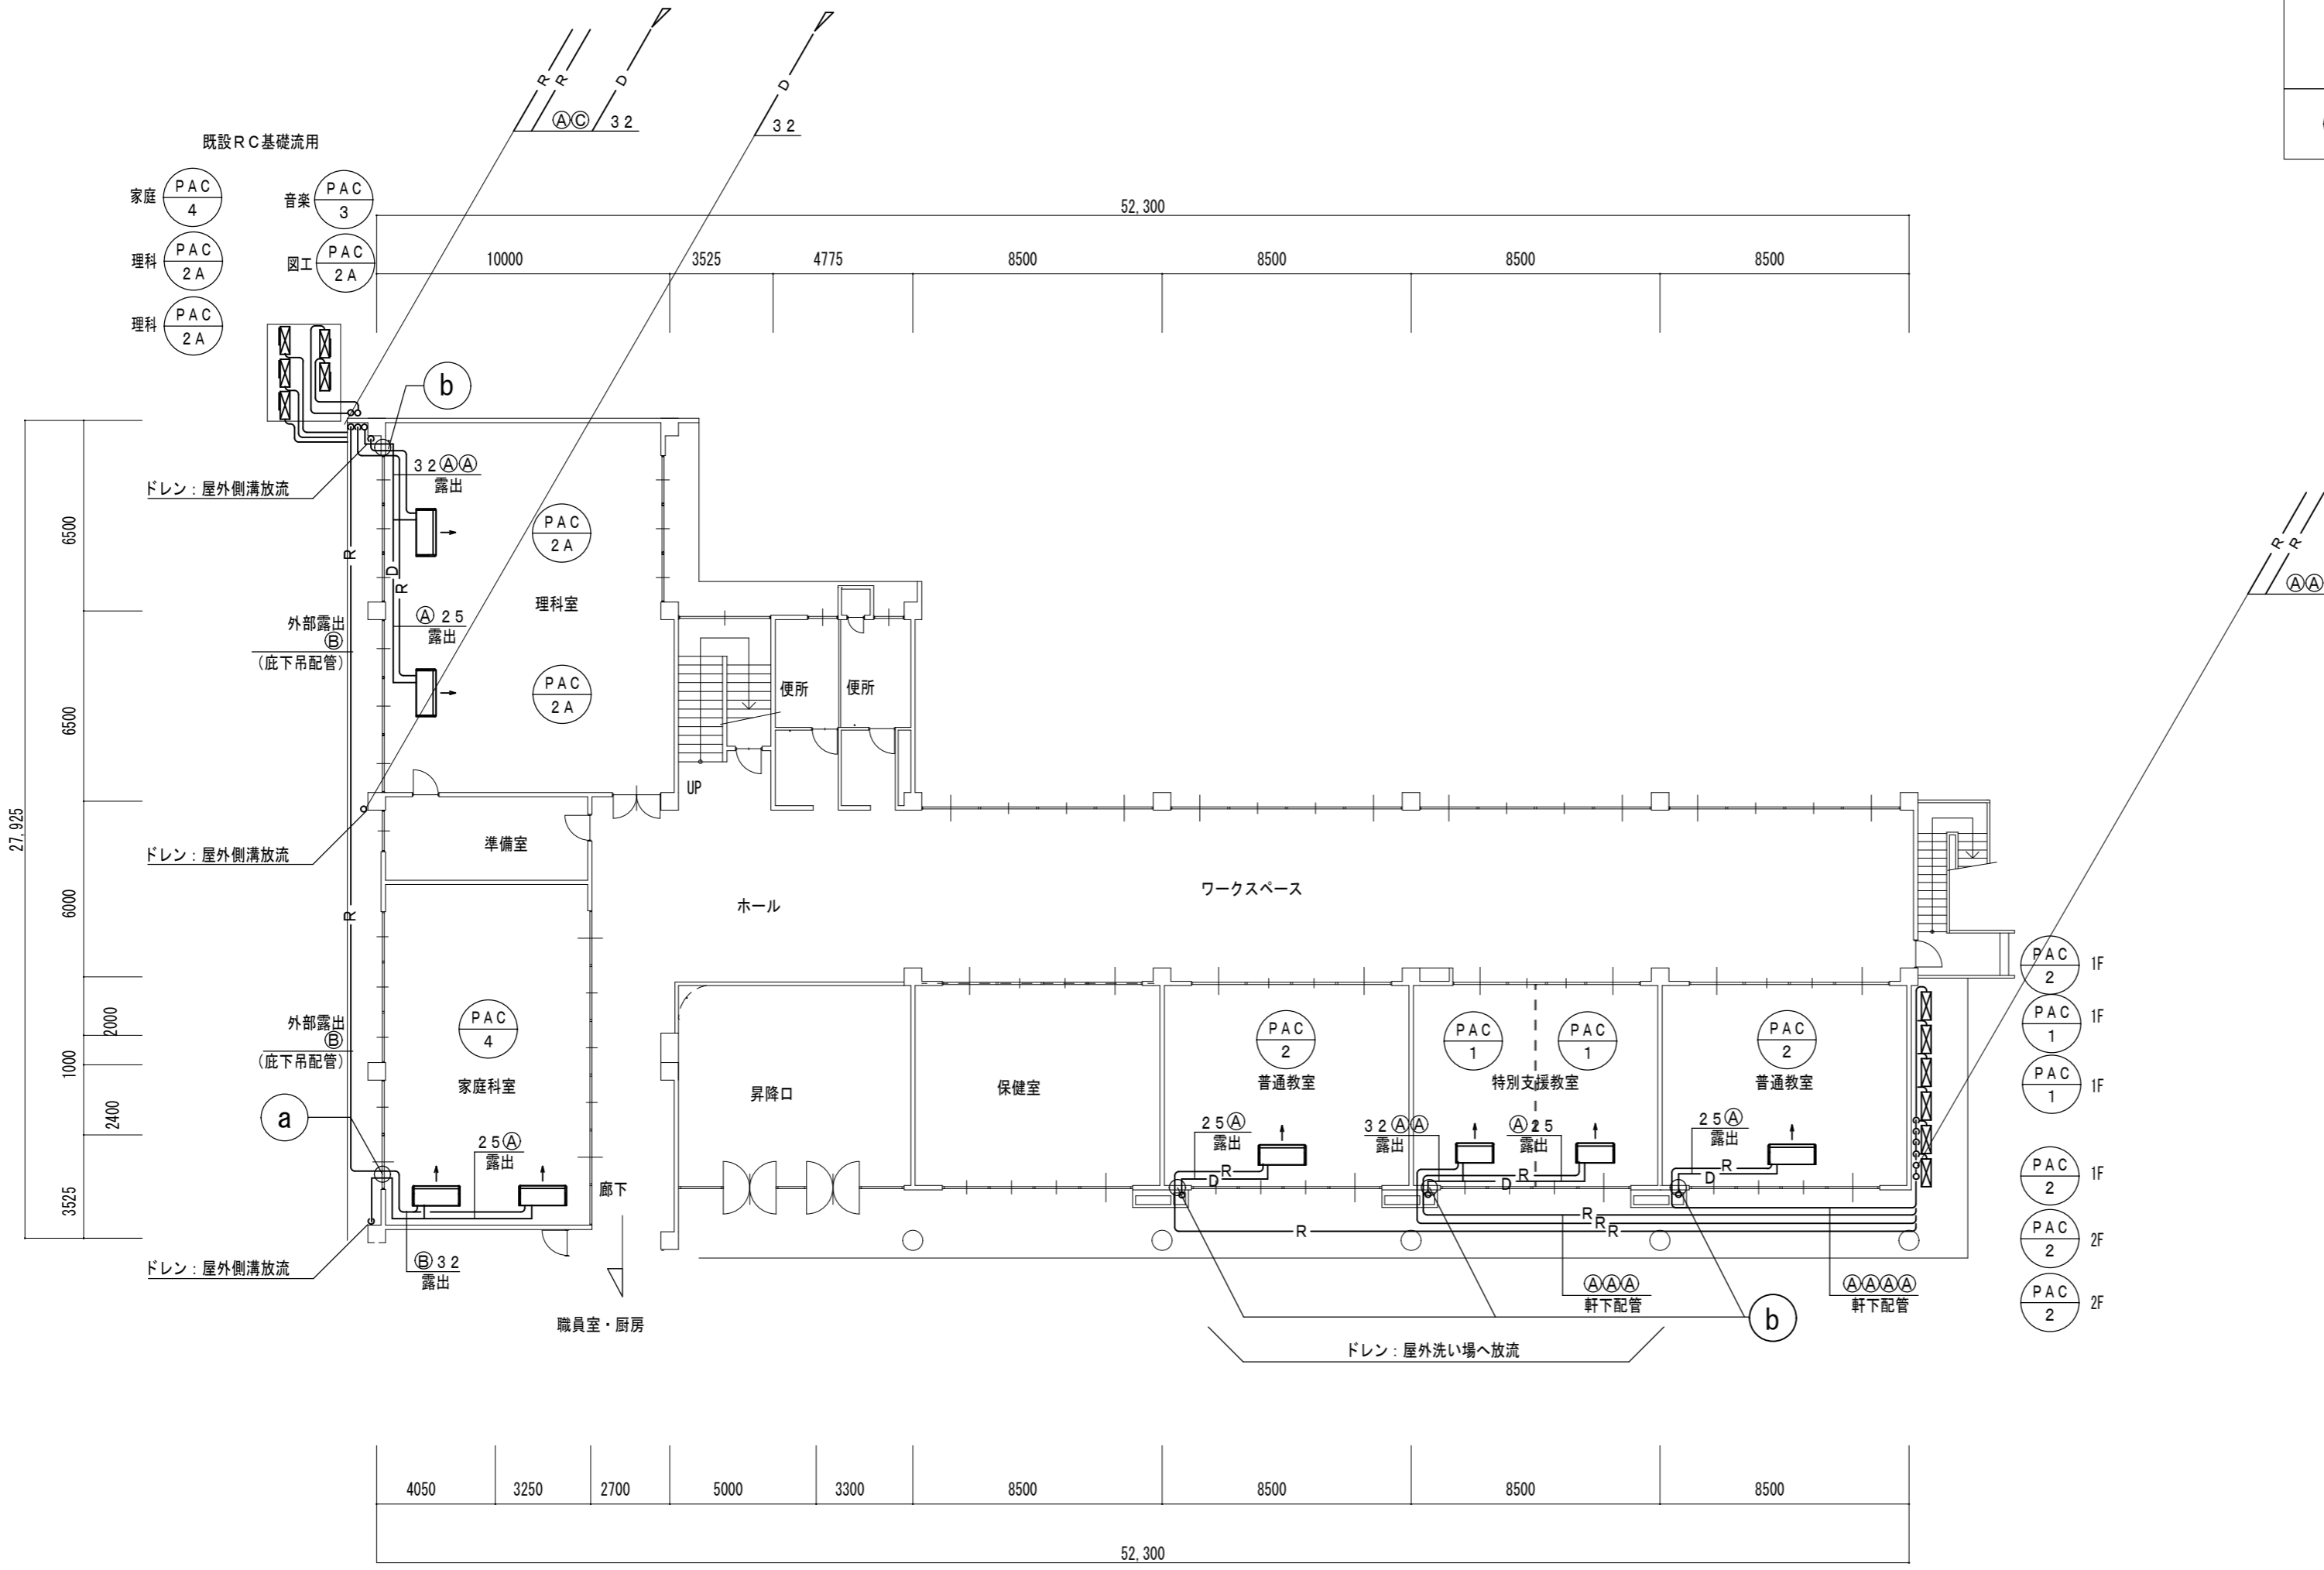 R
R
D
ⒶⒸ
32
D
32
既設RC基礎流用
家庭
PAC
4
音楽
PAC
3
理科
PAC
2A
図工
PAC
2A
理科
PAC
2A
52,300
10000
3525
4775
8500
8500
8500
8500
b
32ⒶⒶ
露出
ドレン:屋外側溝放流
R
D
R
PAC
2A
理科室
Ⓐ25
露出
PAC
2A
外部露出
Ⓑ
(庇下吊配管)
6500
6500
6000
2000
1000
2400
3525
27,925
便所
便所
UP
準備室
ドレン:屋外側溝放流
ホール
ワークスペース
R
R
R
ⒶⒶ
外部露出
Ⓑ
(庇下吊配管)
PAC
4
家庭科室
a
25Ⓐ
露出
Ⓑ32
露出
ドレン:屋外側溝放流
廊下
職員室・厨房
昇降口
保健室
PAC
2
普通教室
25Ⓐ
露出
R
D
PAC
1
PAC
1
特別支援教室
32ⒶⒶ
露出
Ⓐ25
露出
R
D
PAC
2
普通教室
25Ⓐ
露出
R
D
R
R
R
R
ⒶⒶⒶ
軒下配管
ⒶⒶⒶⒶ
軒下配管
b
ドレン:屋外洗い場へ放流
PAC
2
1F
PAC
1
1F
PAC
1
1F
PAC
2
1F
PAC
2
2F
PAC
2
2F
4050
3250
2700
5000
3300
8500
8500
8500
8500
52,300